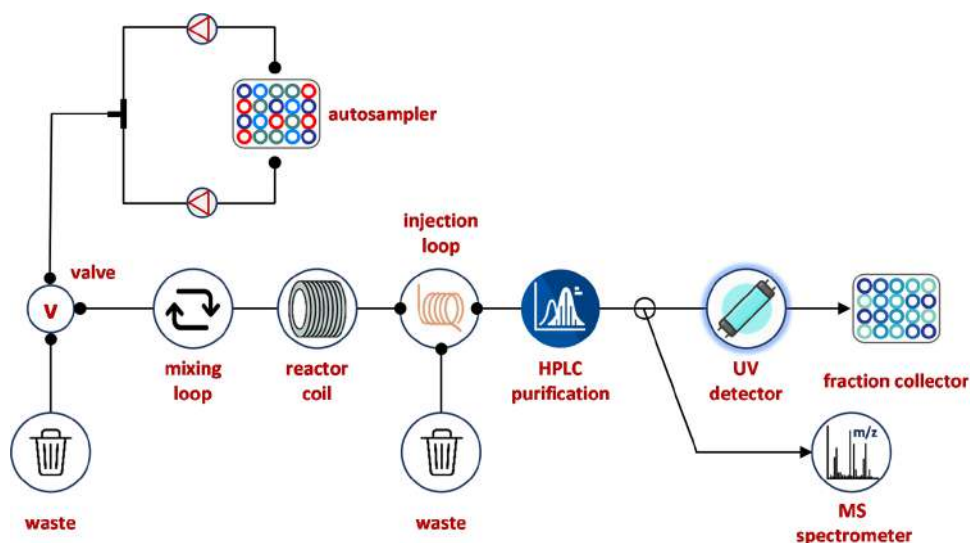 autosampler
injection
loop
valve
V
mixing
loop
reactor
coil
HPLC
purification
UV
detector
fraction collector
m/z
waste
waste
MS
spectrometer